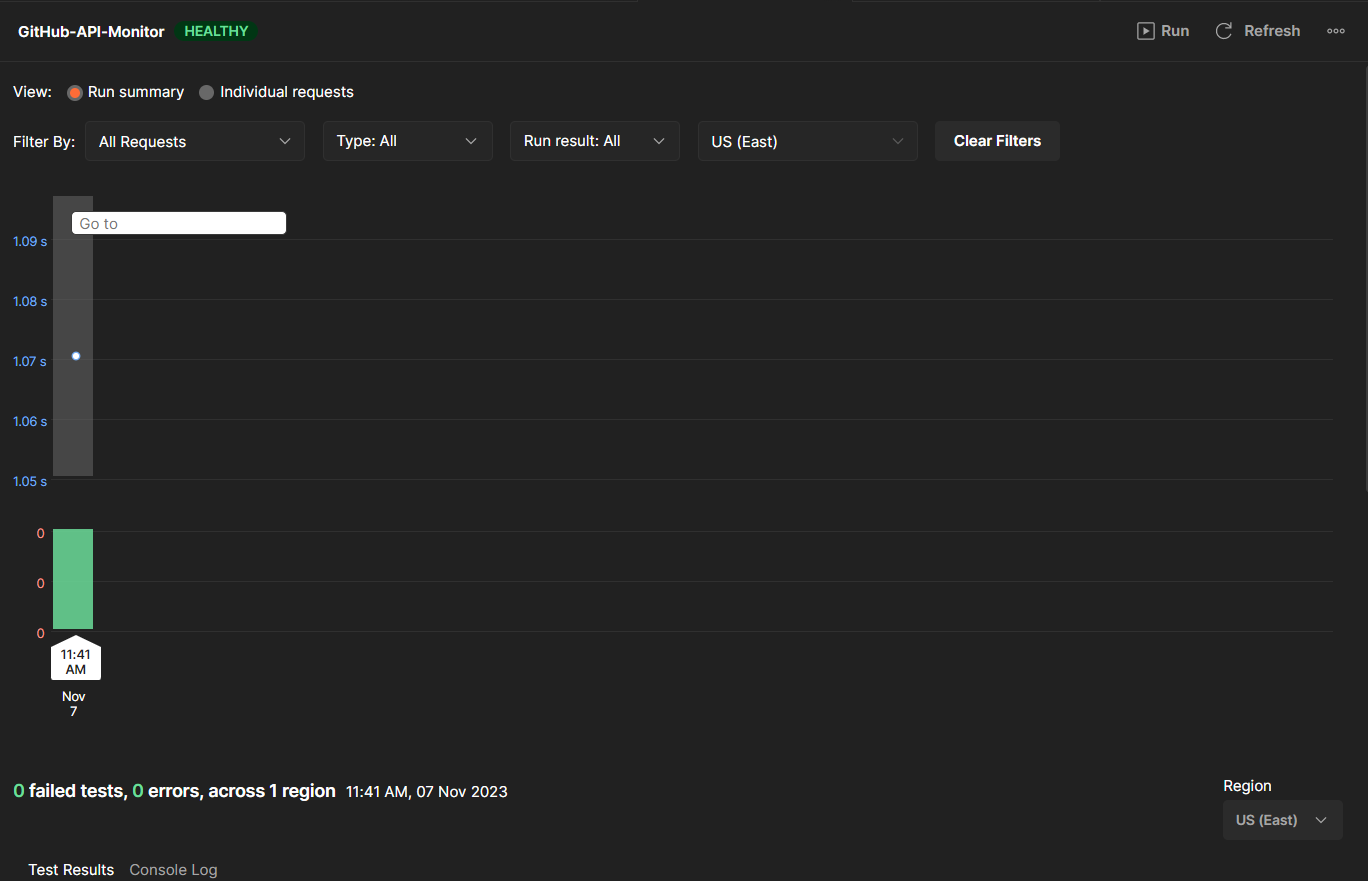 GitHub-API-Monitor HEALTHY Run Refresh
View: Run summary Individual requests
Filter By: All Requests Type: All Run result: All US (East) Clear Filters
Go to
1.09 s
1.08 s
1.07 s
1.06 s
1.05 s
0
0
0
11:41
AM
Nov
7
0 failed tests, 0 errors, across 1 region 11:41 AM, 07 Nov 2023
Region
US (East)
Test Results Console Log